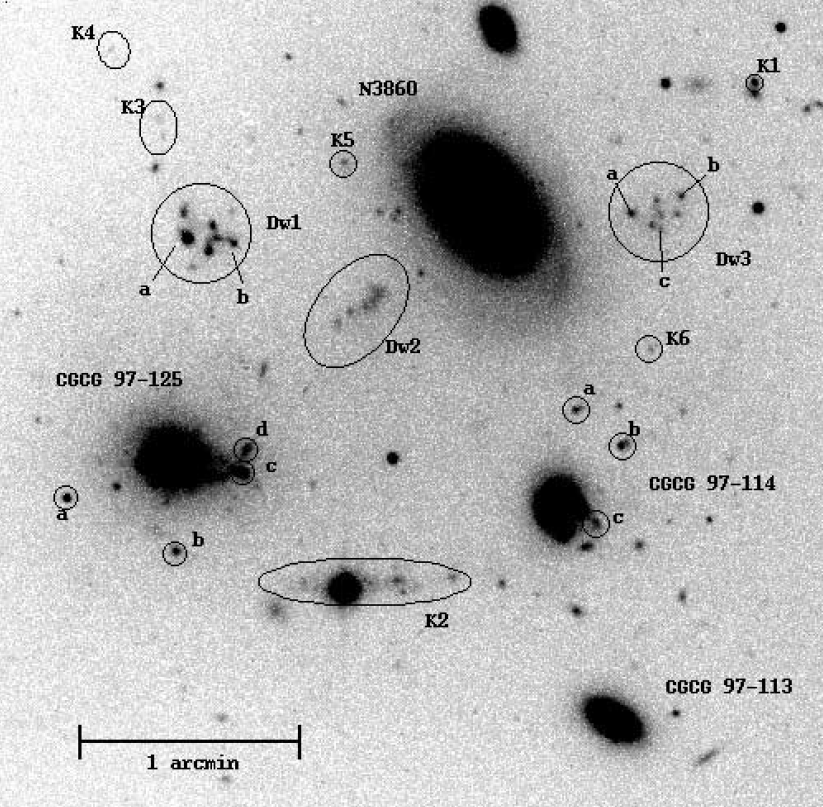 K4
K1
N3860
K3
K5
a
b
Dw1
Dw3
c
a
b
K6
Dw2
CGCG 97-125
a
d
b
c
CGCG 97-114
a
c
b
K2
CGCG 97-113
1 arcmin